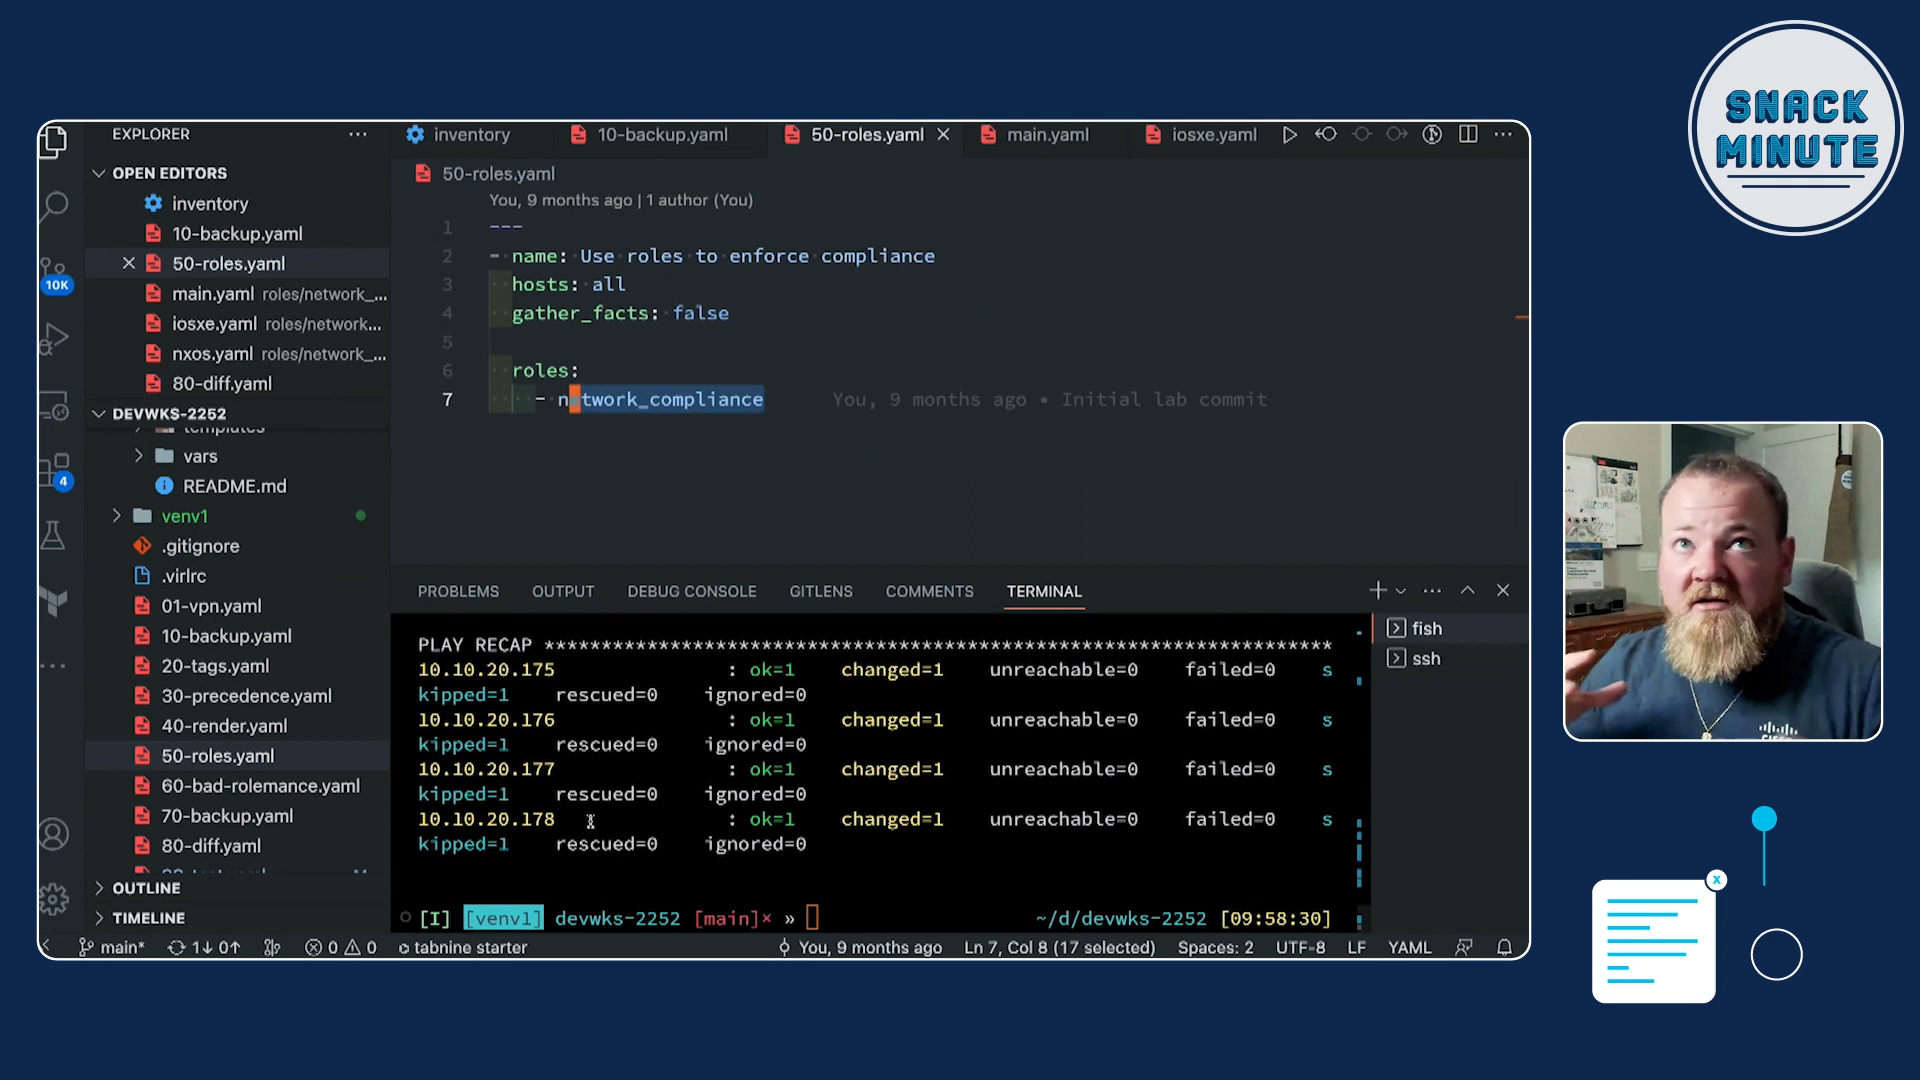 SNACK
MINUTE
EXPLORER
OPEN EDITORS
inventory
10-backup.yaml
50-roles.yaml
main.yaml roles/network_...
iosxe.yaml roles/network...
nxos.yaml roles/network_...
80-diff.yaml
DEVWKS-2252
templates
vars
README.md
venv1
.gitignore
.virlrc
01-vpn.yaml
10-backup.yaml
20-tags.yaml
30-precedence.yaml
40-render.yaml
50-roles.yaml
60-bad-rolemance.yaml
70-backup.yaml
80-diff.yaml
OUTLINE
TIMELINE
10K
4
inventory 10-backup.yaml 50-roles.yaml main.yaml iosxe.yaml
50-roles.yaml
You, 9 months ago | 1 author (You)
1 ---
2 - name: Use roles to enforce compliance
3 hosts: all
4 gather_facts: false
5
6 roles:
7 - network_compliance You, 9 months ago • Initial lab commit
PROBLEMS OUTPUT DEBUG CONSOLE GITLENS COMMENTS TERMINAL
PLAY RECAP *********************************************************************
10.10.20.175 : ok=1 changed=1 unreachable=0 failed=0 s
kipped=1 rescued=0 ignored=0
10.10.20.176 : ok=1 changed=1 unreachable=0 failed=0 s
kipped=1 rescued=0 ignored=0
10.10.20.177 : ok=1 changed=1 unreachable=0 failed=0 s
kipped=1 rescued=0 ignored=0
10.10.20.178 : ok=1 changed=1 unreachable=0 failed=0 s
kipped=1 rescued=0 ignored=0
[I] [venv1] devwks-2252 [main]× » ~/d/devwks-2252 [09:58:30]
fish
ssh
main* 1↓ 0↑ 0 0 tabnine starter You, 9 months ago Ln 7, Col 8 (17 selected) Spaces: 2 UTF-8 LF YAML
x